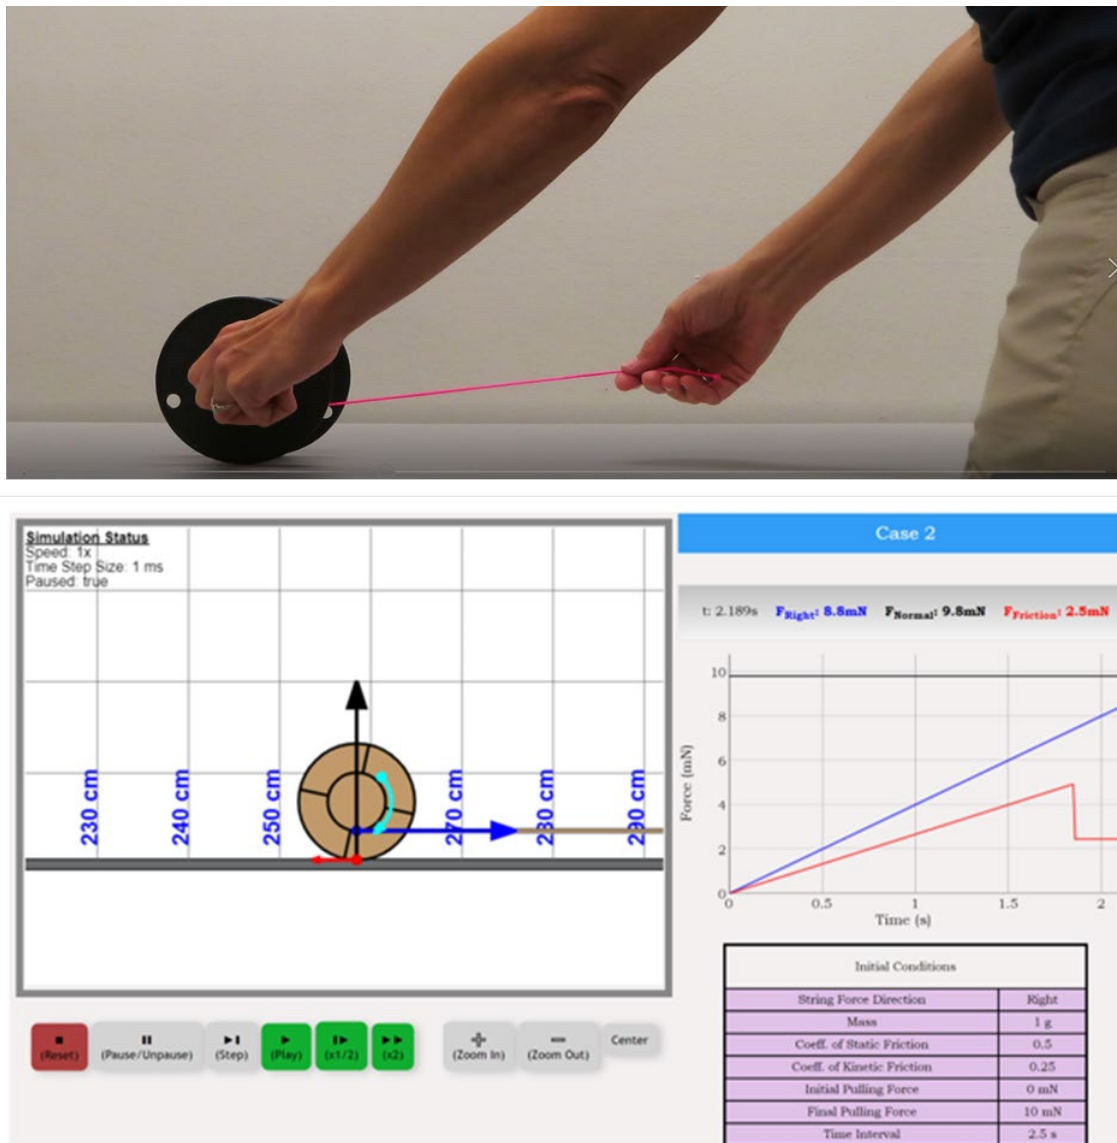 Simulation Status
Speed: 1x
Time Step Size: 1 ms
Paused: true
230 cm
240 cm
250 cm
270 cm
280 cm
290 cm
(Reset)
(Pause/Unpause)
(Step)
(Play)
(x1/2)
(x2)
(Zoom In)
(Zoom Out)
Center
Case 2
t: 2.189s FRight: 8.8mN FNormal: 9.8mN FFriction: 2.5mN
Force (mN)
10
8
6
4
2
0
0 0.5 1 1.5 2
Time (s)
Initial Conditions
String Force Direction Right
Mass 1 g
Coeff. of Static Friction 0.5
Coeff. of Kinetic Friction 0.25
Initial Pulling Force 0 mN
Final Pulling Force 10 mN
Time Interval 2.5 s